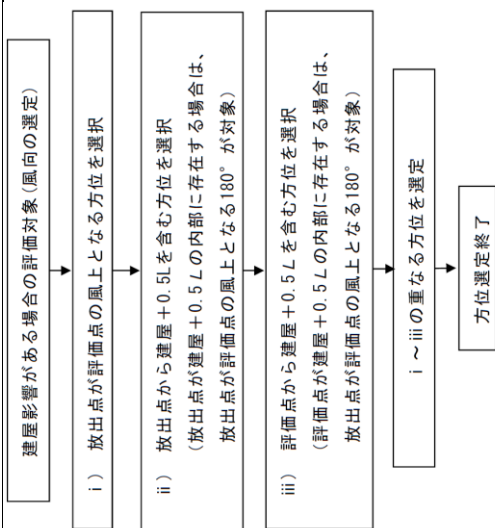 建屋影響がある場合の評価対象(風向の選定)
ⅰ) 放出点が評価点の風上となる方位を選択
ⅱ) 放出点から建屋+0.5Lを含む方位を選択
(放出点が建屋+0.5Lの内部に存在する場合は、
放出点が評価点の風上となる180°が対象)
ⅲ) 評価点から建屋+0.5Lを含む方位を選択
(評価点が建屋+0.5Lの内部に存在する場合は、
放出点が評価点の風上となる180°が対象)
ⅰ~ⅲの重なる方位を選定
方位選定終了